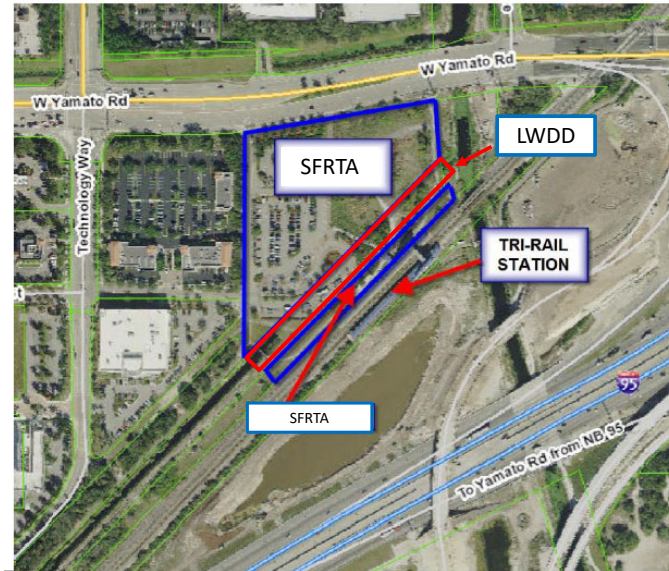 W Yamato Rd
W Yamato Rd
SFRTA
LWDD
Technology Way
TRI-RAIL
STATION
95
SFRTA
To Yamato Rd from NB 95